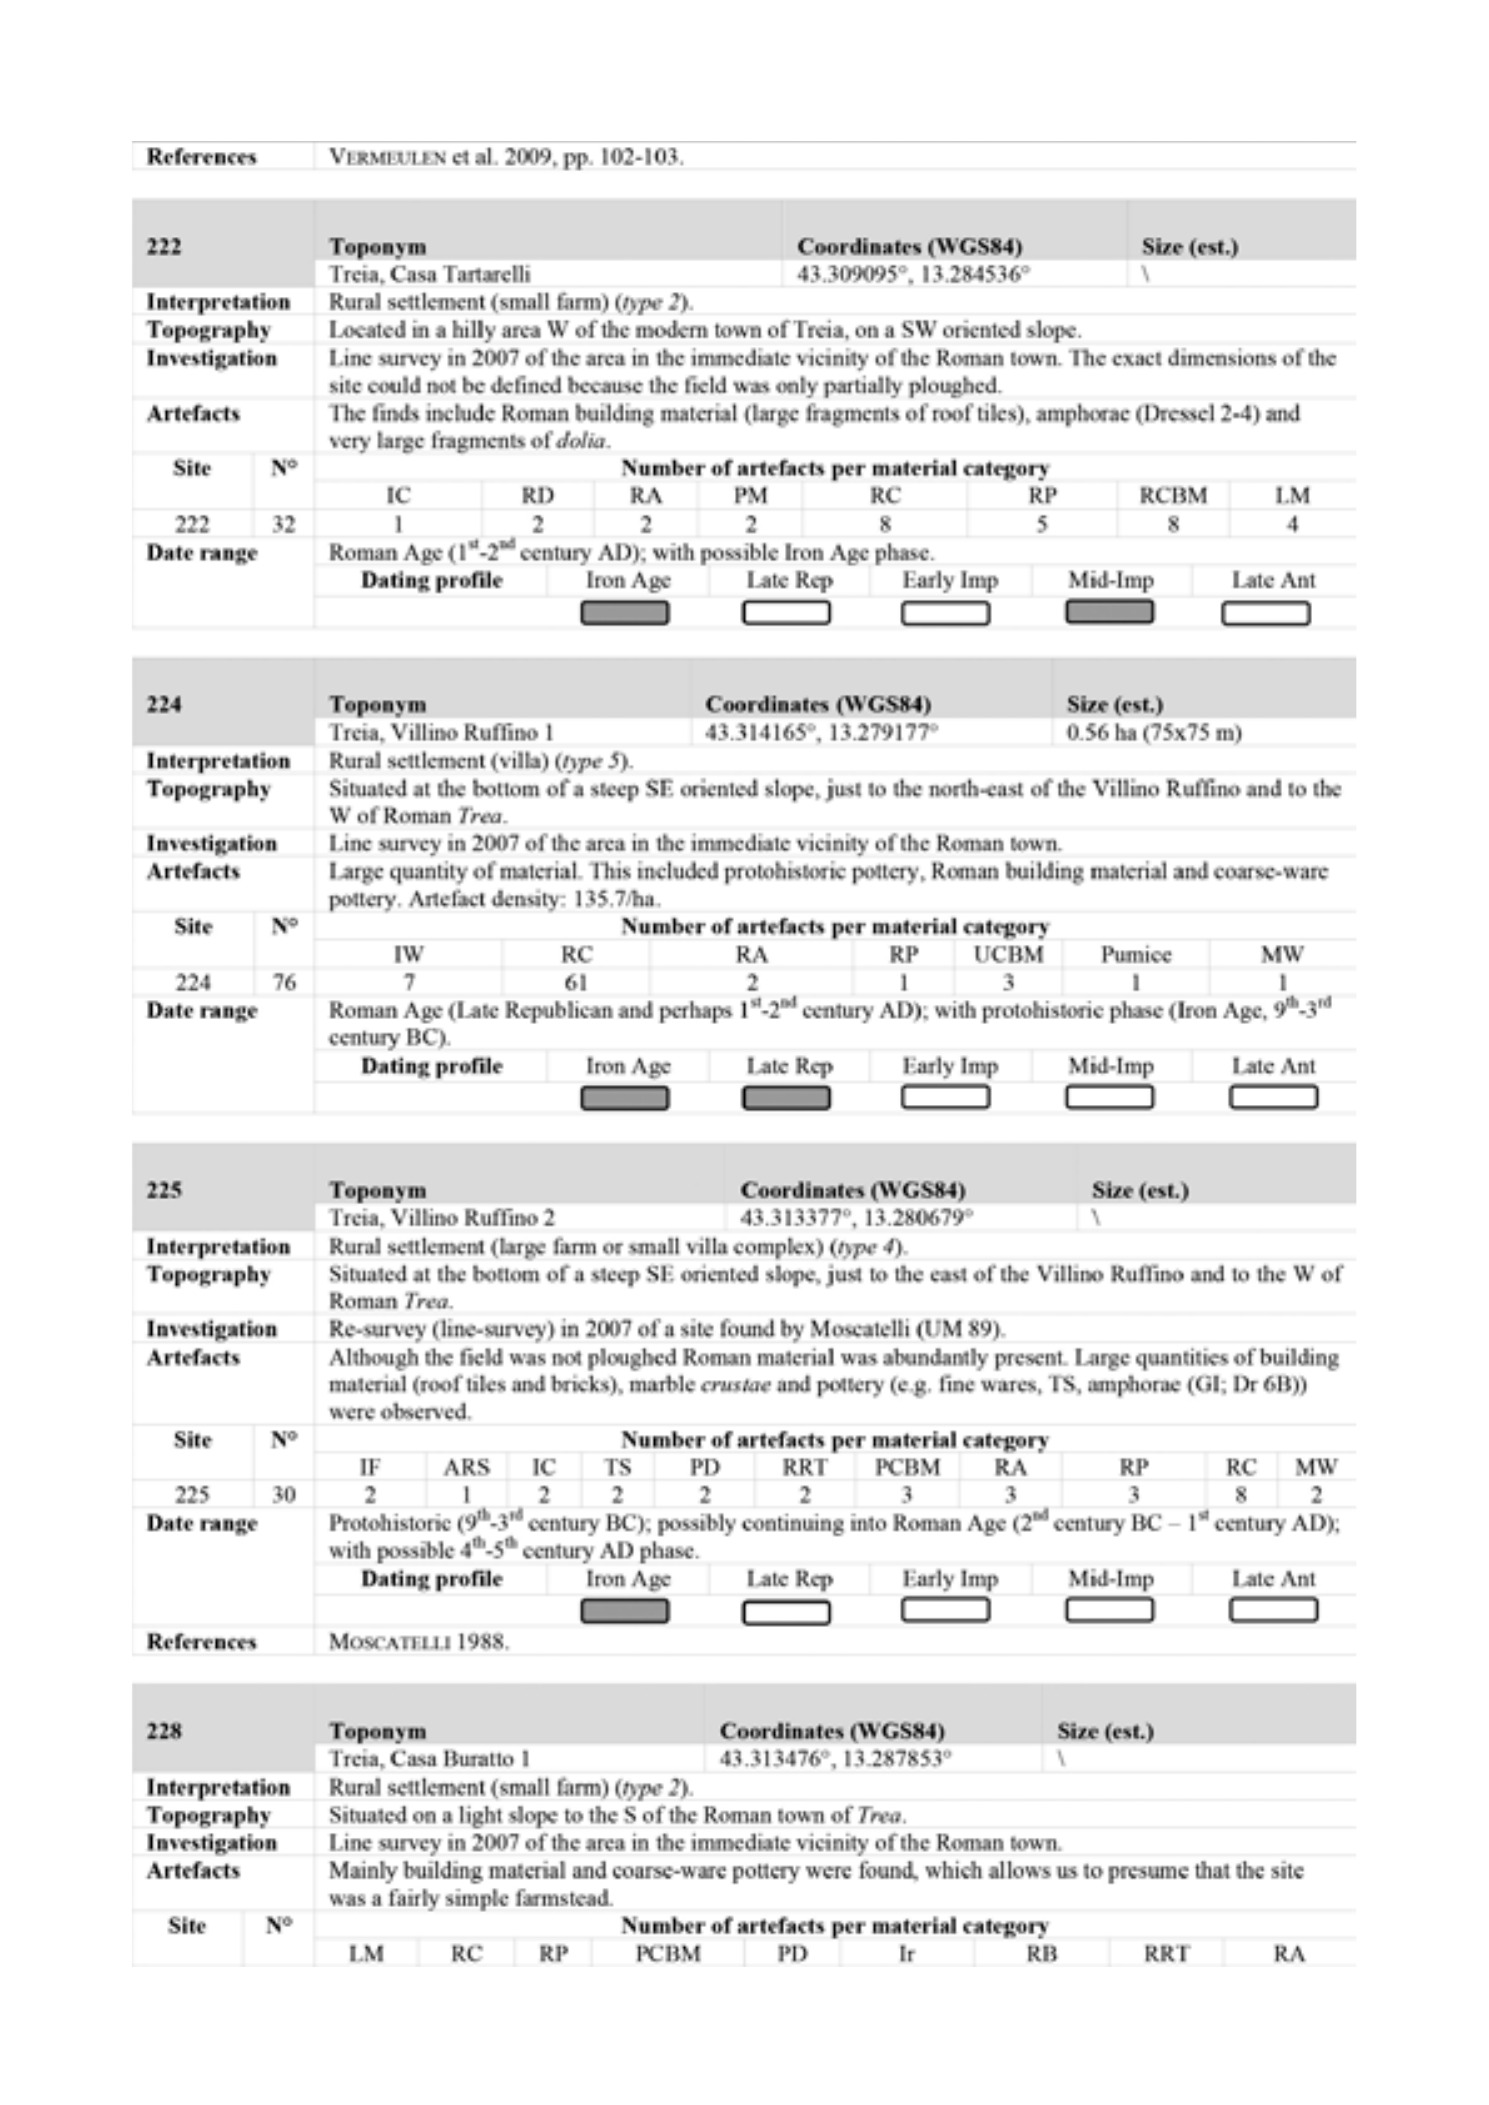 References VERMEULEN et al. 2009, pp. 102-103.
222 Toponym Coordinates (WGS84) Size (est.)
Treia, Casa Tartarelli 43.309095°, 13.284536° \
Interpretation Rural settlement (small farm) (type 2).
Topography Located in a hilly area W of the modern town of Treia, on a SW oriented slope.
Investigation Line survey in 2007 of the area in the immediate vicinity of the Roman town. The exact dimensions of the
site could not be defined because the field was only partially ploughed.
Artefacts The finds include Roman building material (large fragments of roof tiles), amphorae (Dressel 2-4) and
very large fragments of dolia.
Site N° Number of artefacts per material category
IC RD RA PM RC RP RCBM LM
222 32 1 2 2 2 8 5 8 4
Date range Roman Age (1st-2nd century AD); with possible Iron Age phase.
Dating profile Iron Age Late Rep Early Imp Mid-Imp Late Ant
224 Toponym Coordinates (WGS84) Size (est.)
Treia, Villino Ruffino 1 43.314165°, 13.279177° 0.56 ha (75x75 m)
Interpretation Rural settlement (villa) (type 5).
Topography Situated at the bottom of a steep SE oriented slope, just to the north-east of the Villino Ruffino and to the
W of Roman Trea.
Investigation Line survey in 2007 of the area in the immediate vicinity of the Roman town.
Artefacts Large quantity of material. This included protohistoric pottery, Roman building material and coarse-ware
pottery. Artefact density: 135.7/ha.
Site N° Number of artefacts per material category
IW RC RA RP UCBM Pumice MW
224 76 7 61 2 1 3 1 1
Date range Roman Age (Late Republican and perhaps 1st-2nd century AD); with protohistoric phase (Iron Age, 9th-3rd
century BC).
Dating profile Iron Age Late Rep Early Imp Mid-Imp Late Ant
225 Toponym Coordinates (WGS84) Size (est.)
Treia, Villino Ruffino 2 43.313377°, 13.280679° \
Interpretation Rural settlement (large farm or small villa complex) (type 4).
Topography Situated at the bottom of a steep SE oriented slope, just to the east of the Villino Ruffino and to the W of
Roman Trea.
Investigation Re-survey (line-survey) in 2007 of a site found by Moscatelli (UM 89).
Artefacts Although the field was not ploughed Roman material was abundantly present. Large quantities of building
material (roof tiles and bricks), marble crustae and pottery (e.g. fine wares, TS, amphorae (GI; Dr 6B))
were observed.
Site N° Number of artefacts per material category
IF ARS IC TS PD RRT PCBM RA RP RC MW
225 30 2 1 2 2 2 2 3 3 3 8 2
Date range Protohistoric (9th-3rd century BC); possibly continuing into Roman Age (2nd century BC – 1st century AD);
with possible 4th-5th century AD phase.
Dating profile Iron Age Late Rep Early Imp Mid-Imp Late Ant
References MOSCATELLI 1988.
228 Toponym Coordinates (WGS84) Size (est.)
Treia, Casa Buratto 1 43.313476°, 13.287853° \
Interpretation Rural settlement (small farm) (type 2).
Topography Situated on a light slope to the S of the Roman town of Trea.
Investigation Line survey in 2007 of the area in the immediate vicinity of the Roman town.
Artefacts Mainly building material and coarse-ware pottery were found, which allows us to presume that the site
was a fairly simple farmstead.
Site N° Number of artefacts per material category
LM RC RP PCBM PD Ir RB RRT RA